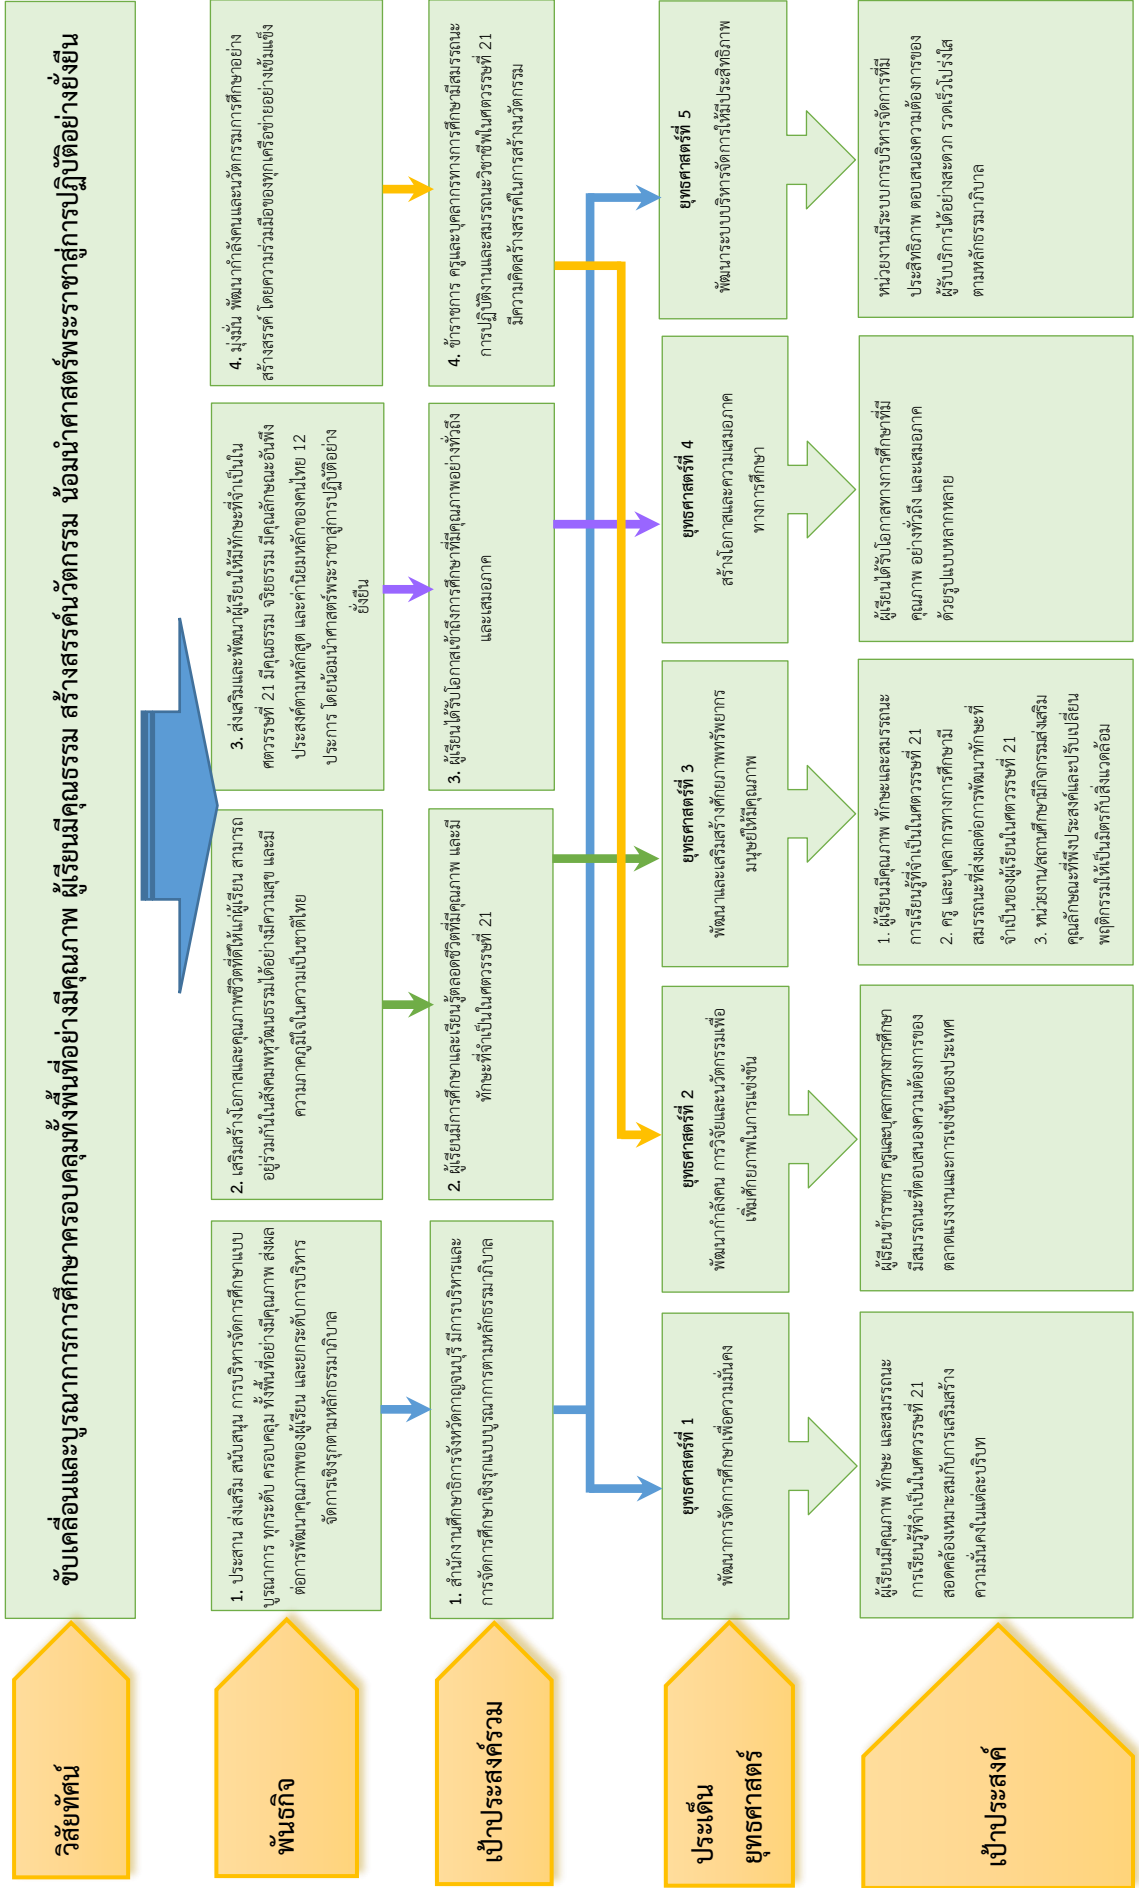 วิสัยทัศน์
ขับเคลื่อนและบูรณาการการศึกษาครอบคลุมทั้งพื้นที่อย่างมีคุณภาพ ผู้เรียนมีคุณธรรม สร้างสรรค์นวัตกรรม น้อมนำศาสตร์พระราชาสู่การปฏิบัติอย่างยั่งยืน
พันธกิจ
1. ประสาน ส่งเสริม สนับสนุน การบริหารจัดการศึกษาแบบ
บูรณาการ ทุกระดับ ครอบคลุม ทั้งพื้นที่อย่างมีคุณภาพ ส่งผล
ต่อการพัฒนาคุณภาพของผู้เรียน และยกระดับการบริหาร
จัดการเชิงรุกตามหลักธรรมาภิบาล
2. เสริมสร้างโอกาสและคุณภาพชีวิตที่ดีให้แก่ผู้เรียน สามารถ
อยู่ร่วมกันในสังคมพหุวัฒนธรรมได้อย่างมีความสุข และมี
ความภาคภูมิใจในความเป็นชาติไทย
3. ส่งเสริมและพัฒนาผู้เรียนให้มีทักษะที่จำเป็นใน
ศตวรรษที่ 21 มีคุณธรรม จริยธรรม มีคุณลักษณะอันพึง
ประสงค์ตามหลักสูต และค่านิยมหลักของคนไทย 12
ประการ โดยน้อมนำศาสตร์พระราชาสู่การปฏิบัติอย่าง
ยั่งยืน
4. มุ่งมั่น พัฒนากำลังคนและนวัตกรรมการศึกษาอย่าง
สร้างสรรค์ โดยความร่วมมือของทุกเครือข่ายอย่างเข้มแข็ง
เป้าประสงค์รวม
1. สำนักงานศึกษาธิการจังหวัดกาญจนบุรี มีการบริหารและ
การจัดการศึกษาเชิงรุกแบบบูรณาการตามหลักธรรมาภิบาล
2. ผู้เรียนมีการศึกษาและเรียนรู้ตลอดชีวิตที่มีคุณภาพ และมี
ทักษะที่จำเป็นในศตวรรษที่ 21
3. ผู้เรียนได้รับโอกาสเข้าถึงการศึกษาที่มีคุณภาพอย่างทั่วถึง
และเสมอภาค
4. ข้าราชการ ครูและบุคลากรทางการศึกษามีสมรรถนะ
การปฏิบัติงานและสมรรถนะวิชาชีพในศตวรรษที่ 21
มีความคิดสร้างสรรค์ในการสร้างนวัตกรรม
ประเด็น
ยุทธศาสตร์
ยุทธศาสตร์ที่ 1
พัฒนาการจัดการศึกษาเพื่อความมั่นคง
ยุทธศาสตร์ที่ 2
พัฒนากำลังคน การวิจัยและนวัตกรรมเพื่อ
เพิ่มศักยภาพในการแข่งขัน
ยุทธศาสตร์ที่ 3
พัฒนาและเสริมสร้างศักยภาพทรัพยากร
มนุษย์ให้มีคุณภาพ
ยุทธศาสตร์ที่ 4
สร้างโอกาสและความเสมอภาค
ทางการศึกษา
ยุทธศาสตร์ที่ 5
พัฒนาระบบบริหารจัดการให้มีประสิทธิภาพ
เป้าประสงค์
ผู้เรียนมีคุณภาพ ทักษะ และสมรรถนะ
การเรียนรู้ที่จำเป็นในศตวรรษที่ 21
สอดคล้องเหมาะสมกับการเสริมสร้าง
ความมั่นคงในแต่ละบริบท
ผู้เรียน ข้าราชการ ครูและบุคลากรทางการศึกษา
มีสมรรถนะที่ตอบสนองความต้องการของ
ตลาดแรงงานและการแข่งขันของประเทศ
1. ผู้เรียนมีคุณภาพ ทักษะและสมรรถนะ
การเรียนรู้ที่จำเป็นในศตวรรษที่ 21
2. ครู และบุคลากรทางการศึกษามี
สมรรถนะที่ส่งผลต่อการพัฒนาทักษะที่
จำเป็นของผู้เรียนในศตวรรษที่ 21
3. หน่วยงาน/สถานศึกษามีกิจกรรมส่งเสริม
คุณลักษณะที่พึงประสงค์และปรับเปลี่ยน
พฤติกรรมให้เป็นมิตรกับสิ่งแวดล้อม
ผู้เรียนได้รับโอกาสทางการศึกษาที่มี
คุณภาพ อย่างทั่วถึง และเสมอภาค
ด้วยรูปแบบหลากหลาย
หน่วยงานมีระบบการบริหารจัดการที่มี
ประสิทธิภาพ ตอบสนองความต้องการของ
ผู้รับบริการได้อย่างสะดวก รวดเร็วโปร่งใส
ตามหลักธรรมาภิบาล